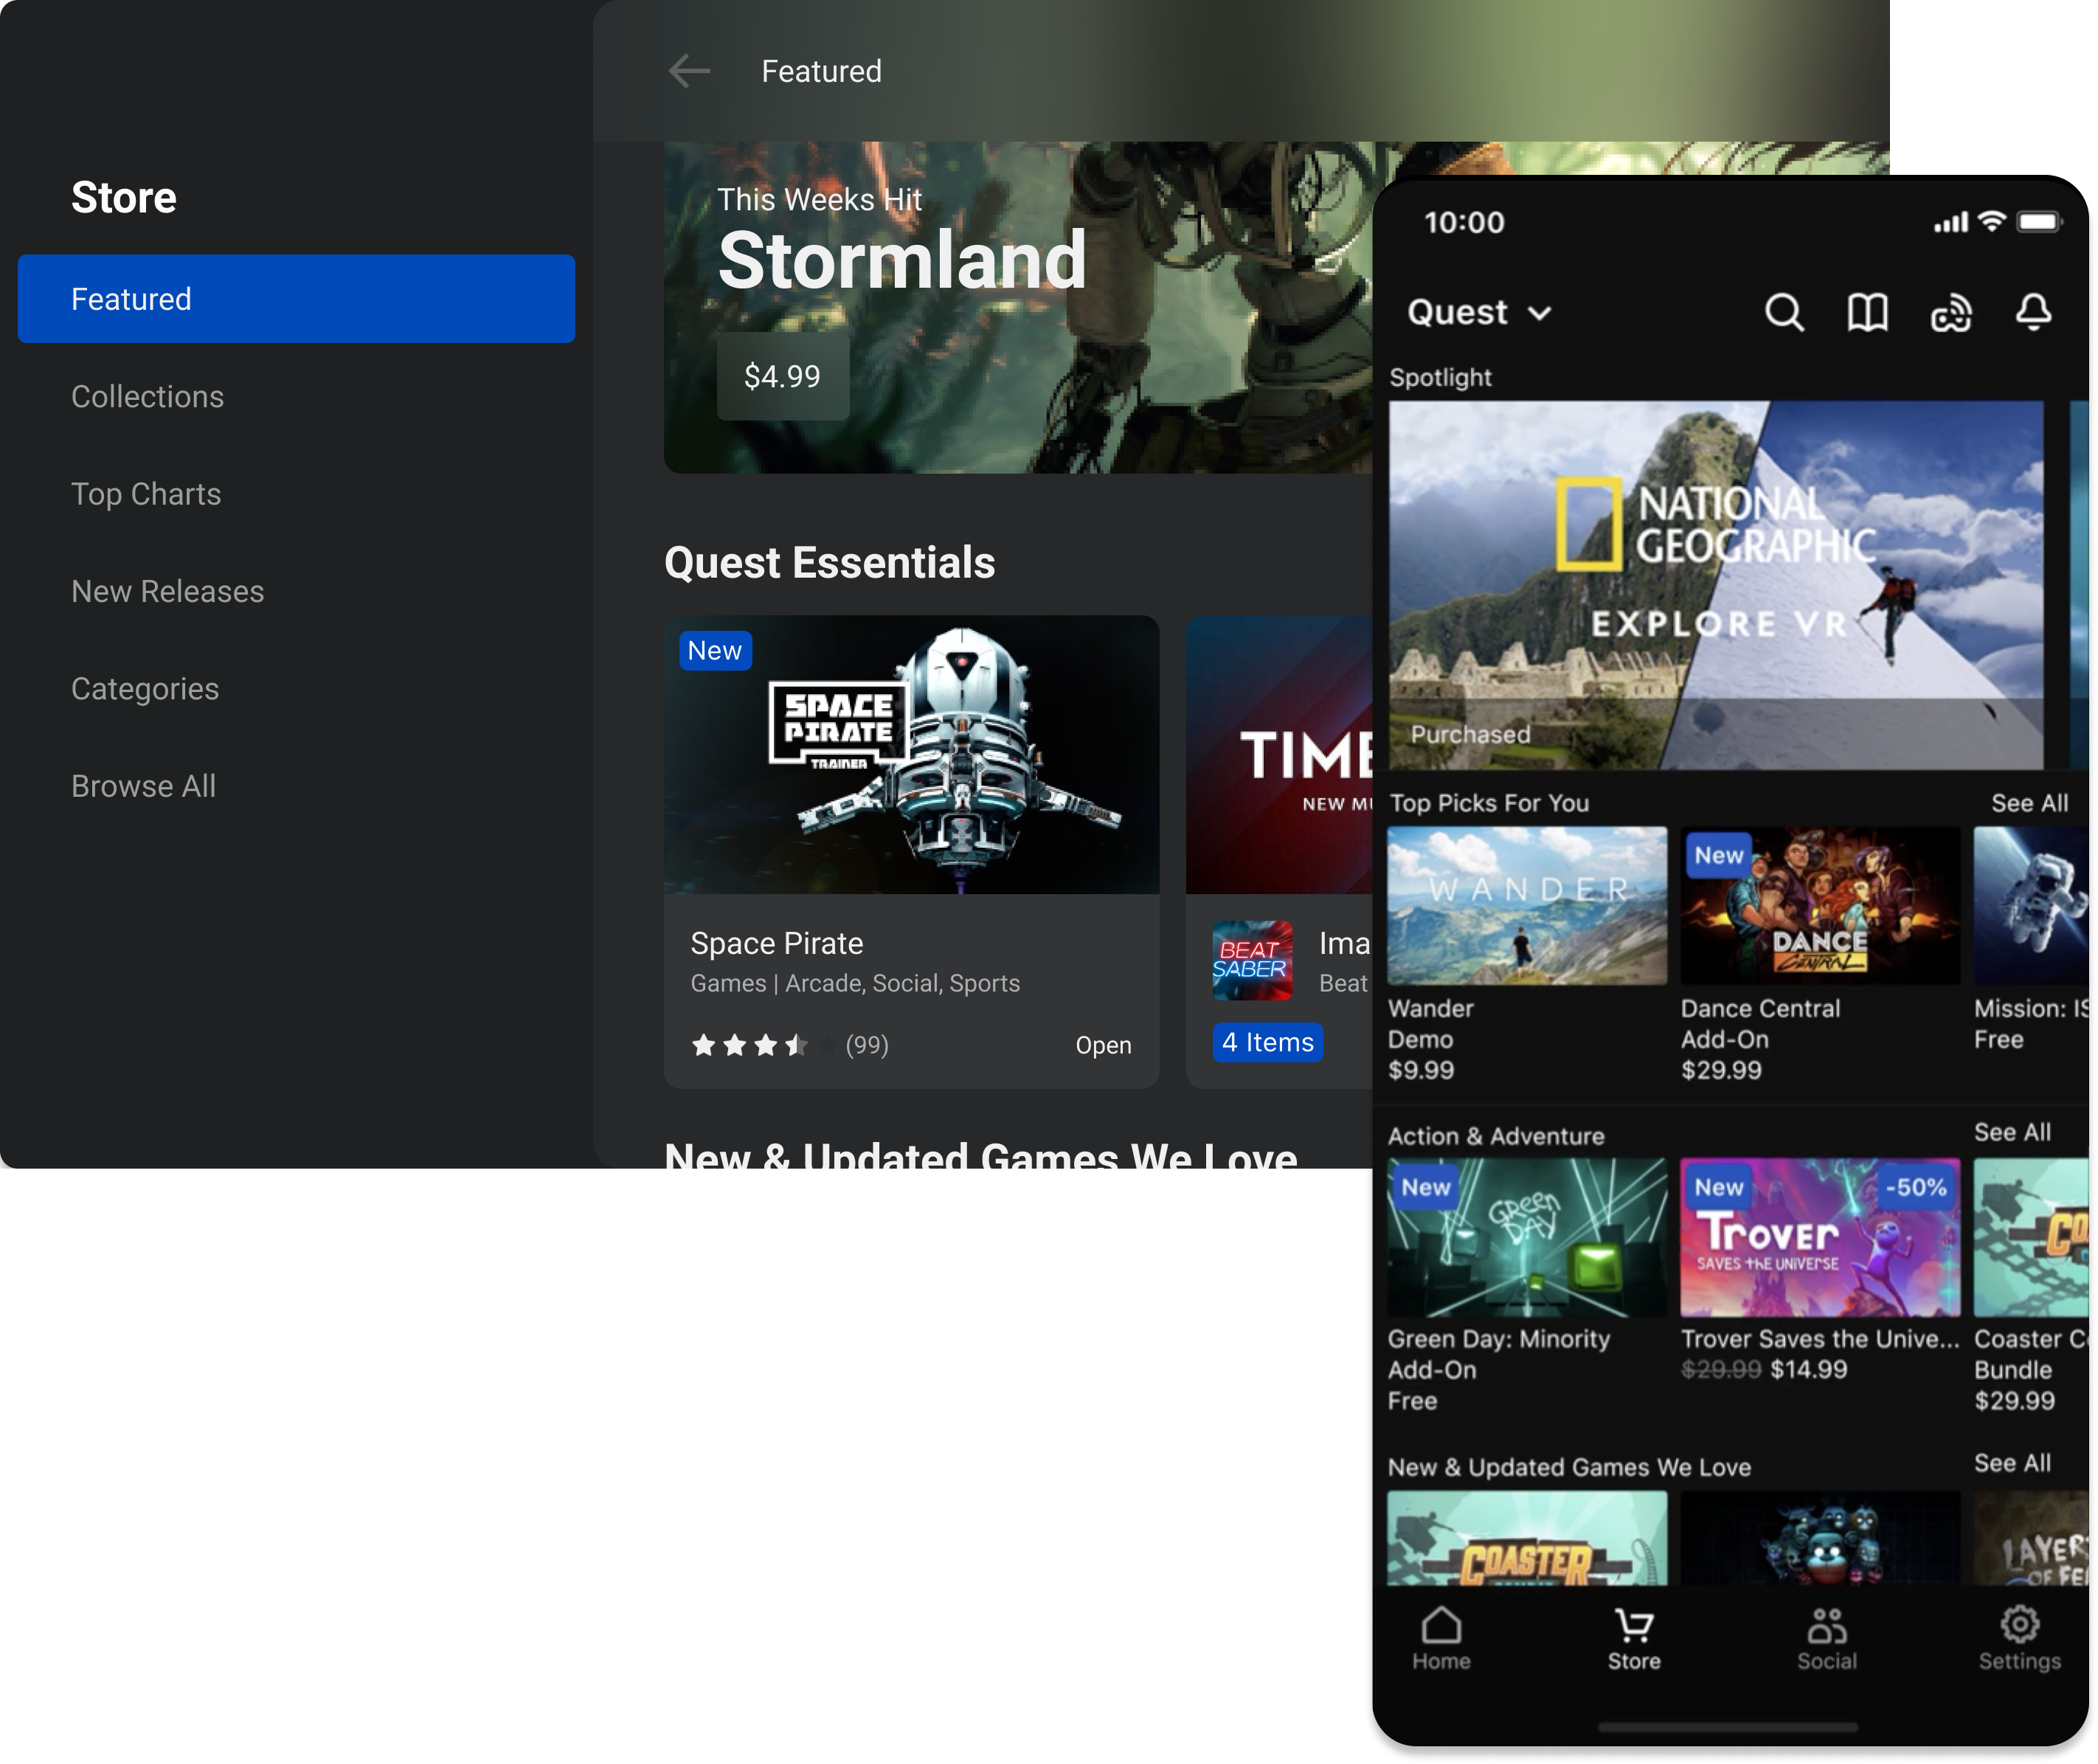 Store
Featured
Collections
Top Charts
New Releases
Categories
Browse All
Featured
This Weeks Hit
Stormland
$4.99
Quest Essentials
New
SPACE
PIRATE
TRAINER
Space Pirate
Games | Arcade, Social, Sports
(99)
Open
TIME
NEW MU
BEAT
SABER
Ima
Beat
4 Items
New & Updated Games We Love
10:00
Quest
Spotlight
NATIONAL
GEOGRAPHIC
EXPLORE VR
Purchased
Top Picks For You
See All
WANDER
Wander
Demo
$9.99
New
DANCE
CENTRAL
Dance Central
Add-On
$29.99
Mission: IS
Free
Action & Adventure
See All
New
GREEN
DAY
Green Day: Minority
Add-On
Free
New
-50%
TROVER
SAVES THE UNIVERSE
Trover Saves the Unive...
$29.99 $14.99
CO
Coaster C
Bundle
$29.99
New & Updated Games We Love
See All
COASTER
LAYER
OF FE
Home
Store
Social
Settings